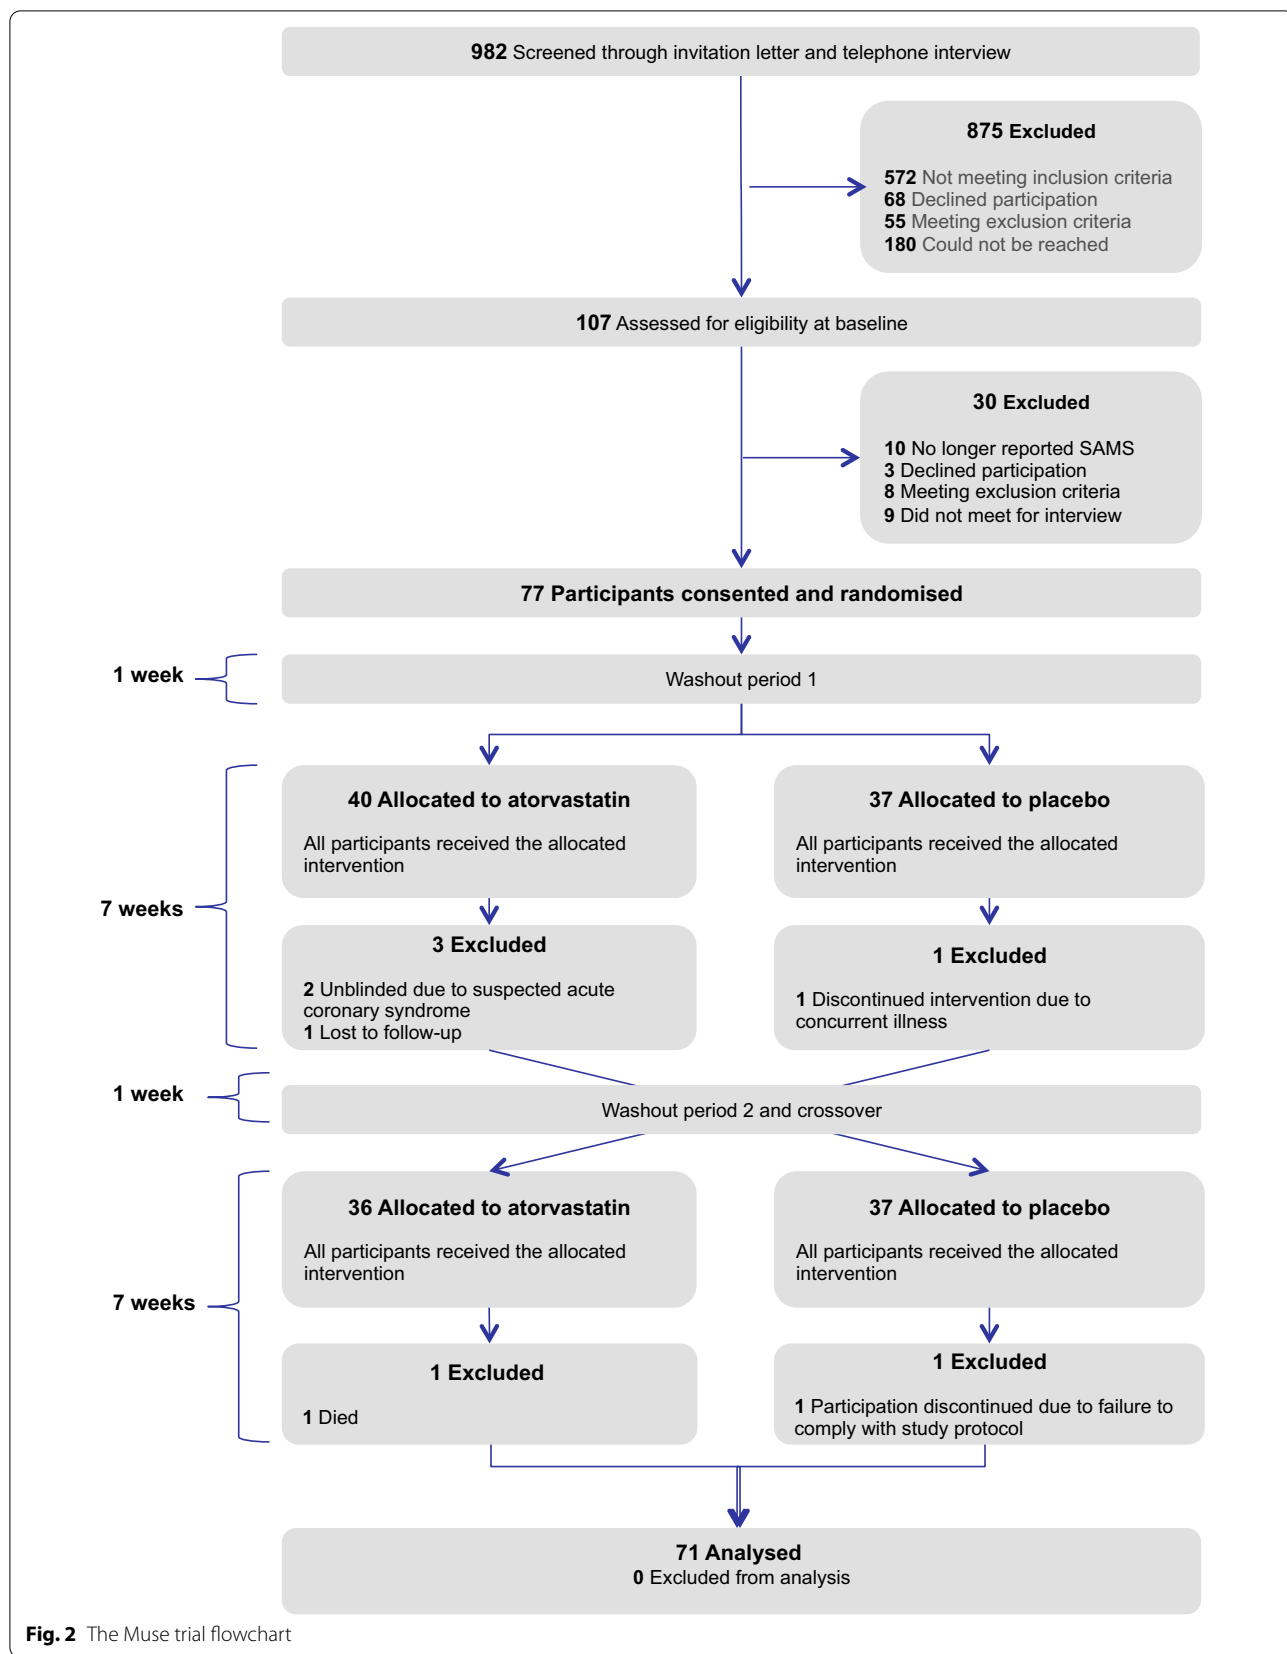 982 Screened through invitation letter and telephone interview
875 Excluded
572 Not meeting inclusion criteria
68 Declined participation
55 Meeting exclusion criteria
180 Could not be reached
107 Assessed for eligibility at baseline
30 Excluded
10 No longer reported SAMS
3 Declined participation
8 Meeting exclusion criteria
9 Did not meet for interview
77 Participants consented and randomised
1 week
Washout period 1
7 weeks
40 Allocated to atorvastatin
All participants received the allocated
intervention
37 Allocated to placebo
All participants received the allocated
intervention
3 Excluded
2 Unblinded due to suspected acute
coronary syndrome
1 Lost to follow-up
1 Excluded
1 Discontinued intervention due to
concurrent illness
1 week
Washout period 2 and crossover
7 weeks
36 Allocated to atorvastatin
All participants received the allocated
intervention
37 Allocated to placebo
All participants received the allocated
intervention
1 Excluded
1 Died
1 Excluded
1 Participation discontinued due to failure to
comply with study protocol
71 Analysed
0 Excluded from analysis
Fig. 2 The Muse trial flowchart